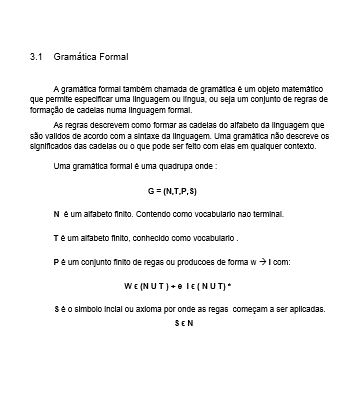 3.1 Gramática Formal
A gramática formal também chamada de gramática é um objeto matemático
que permite especificar uma linguagem ou língua, ou seja um conjunto de regras de
formação de cadeias numa linguagem formal.
As regras descrevem como formar as cadeias do alfabeto da linguagem que
são validos de acordo com a sintaxe da linguagem. Uma gramática não descreve os
significados das cadeias ou o que pode ser feito com elas em qualquer contexto.
Uma gramática formal é uma quadrupa onde :
G = (N,T,P,S)
N é um alfabeto finito. Contendo como vocabulario nao terminal.
T é um alfabeto finito, conhecido como vocabulario .
P é um conjunto finito de regas ou producoes de forma w → l com:
W ε (N U T ) + e l ε ( N U T) *
S é o simbolo incial ou axioma por onde as regas começam a ser aplicadas.
S ε N